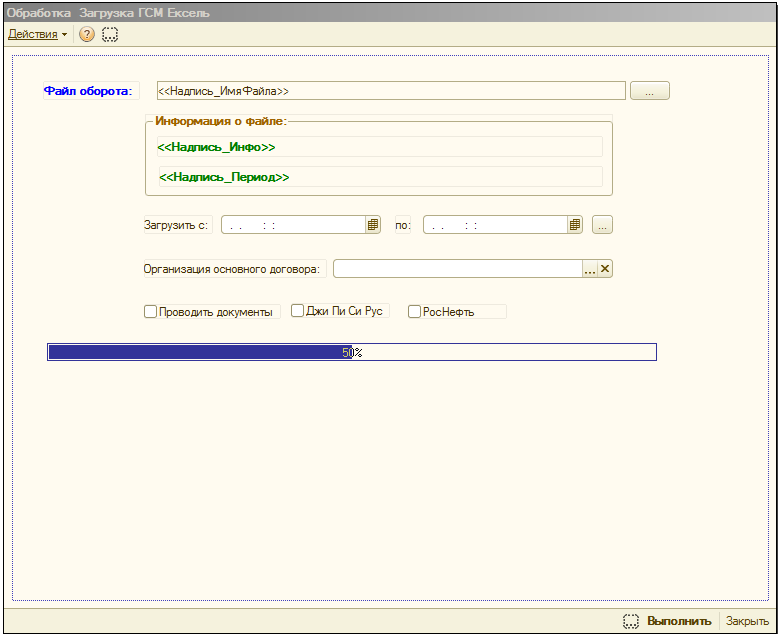 Обработка Загрузка ГСМ Ексель
Действия ?
Файл оборота: <<Надпись_ИмяФайла>> ...
Информация о файле:
<<Надпись_Инфо>>
<<Надпись_Период>>
Загрузить с: . . : : по: . . : : ...
Организация основного договора: ... ×
Проводить документы Джи Пи Си Рус РосНефть
50%
Выполнить Закрыть